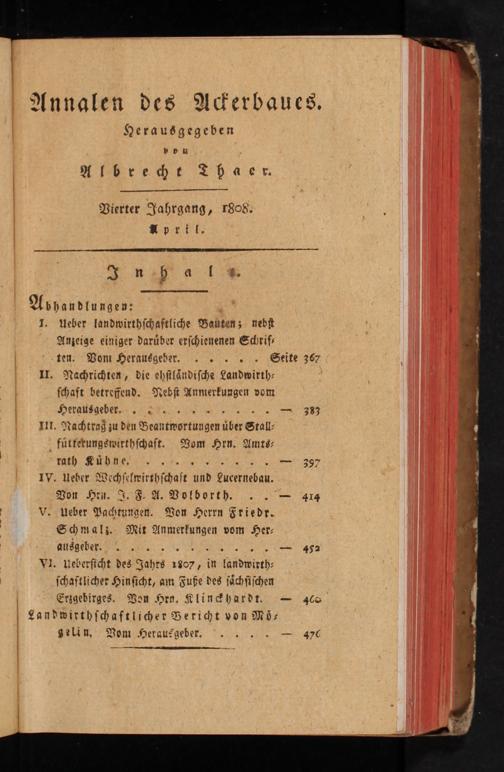 Annalen des Ackerbaues.
Herausgegeben
von
Albrecht Thaer.
Vierter Jahrgang, 1808.
April.
Inhalt.
Abhandlungen:
I. Ueber landwirthschaftliche Bauten; nebst
Anzeige einiger darüber erschienenen Schrif-
ten. Vom Herausgeber. . . . . . Seite 367
II. Nachrichten, die ehstländische Landwirth-
schaft betreffend. Nebst Anmerkungen vom
Herausgeber. . . . . . . . . . . — 383
III. Nachtrag zu den Beantwortungen über Stall-
fütterungswirthschaft. Vom Hrn. Amts-
rath Kühne. . . . . . . . . . — 397
IV. Ueber Wechselwirthschaft und Lucernebau.
Von Hrn. J. F. A. Volborth. . . — 414
V. Ueber Pachtungen. Von Herrn Friedr.
Schmalz. Mit Anmerkungen vom Her-
ausgeber. . . . . . . . . . . . — 452
VI. Uebersicht des Jahrs 1807, in landwirth-
schaftlicher Hinsicht, am Fuße des sächsischen
Erzgebirges. Von Hrn. Klinckhardt. — 460
Landwirthschaftlicher Bericht von Mö-
gelin. Vom Herausgeber. . . . . — 476